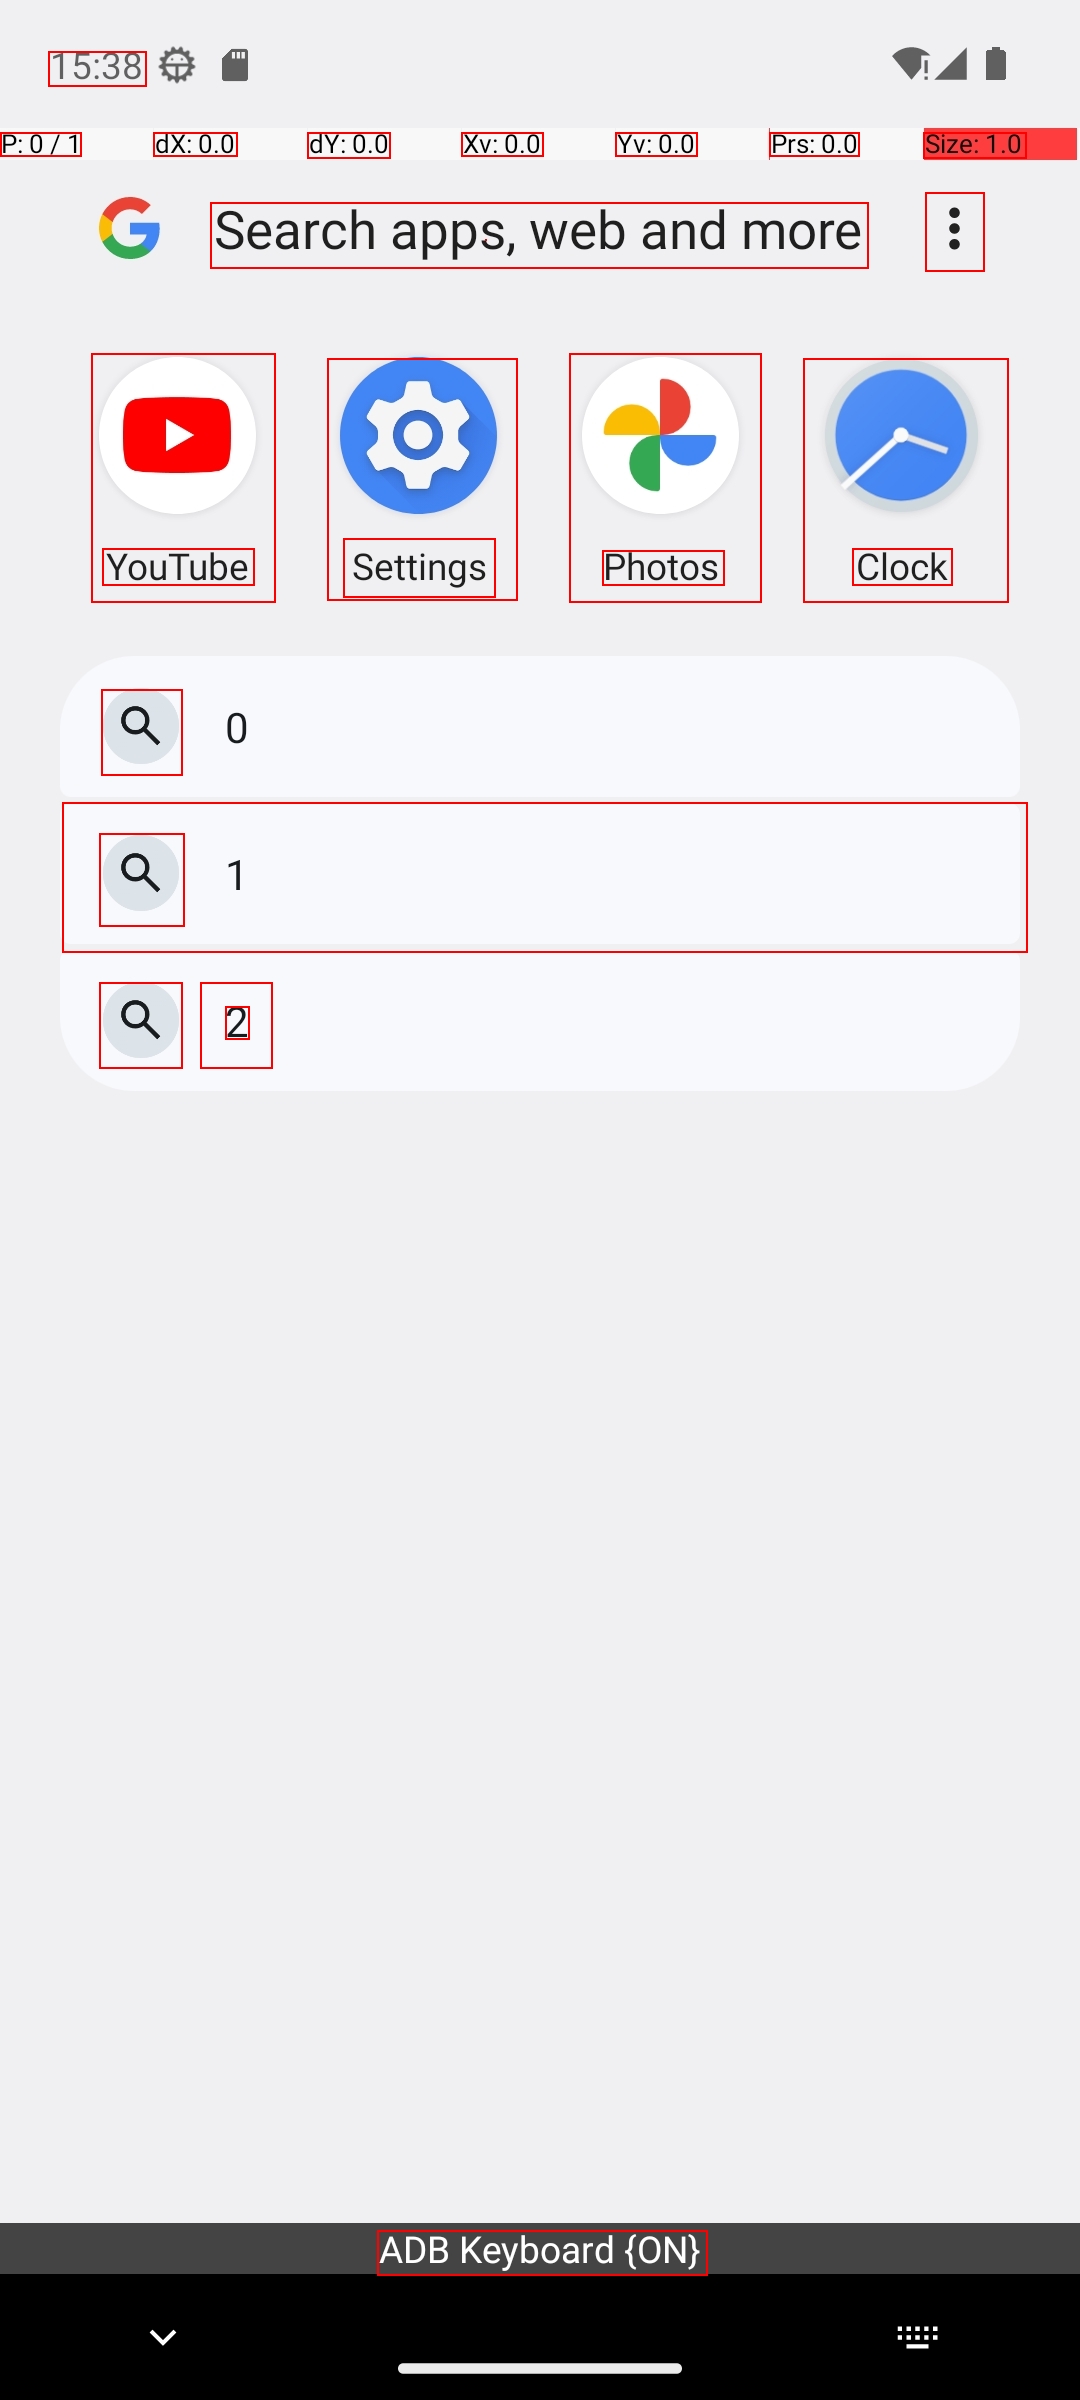 15:38
P: 0 / 1 dX: 0.0 dY: 0.0 Xv: 0.0 Yv: 0.0 Prs: 0.0 Size: 1.0
Search apps, web and more
YouTube Settings Photos Clock
0
1
2
ADB Keyboard {ON}